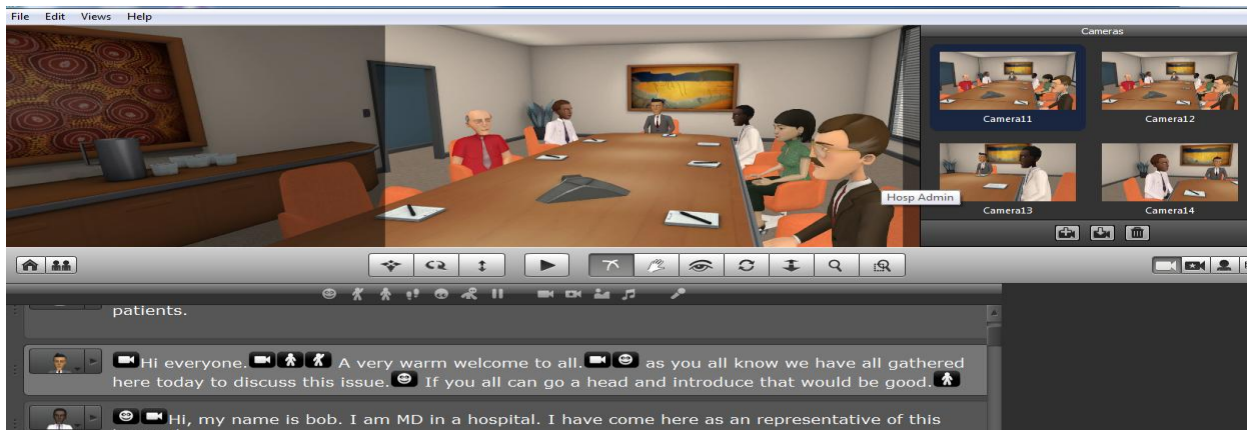 File Edit Views Help
Cameras
Camera11
Camera12
Hosp Admin
Camera13
Camera14
patients.
Hi everyone. A very warm welcome to all. as you all know we have all gathered
here today to discuss this issue. If you all can go a head and introduce that would be good.
Hi, my name is bob. I am MD in a hospital. I have come here as an representative of this